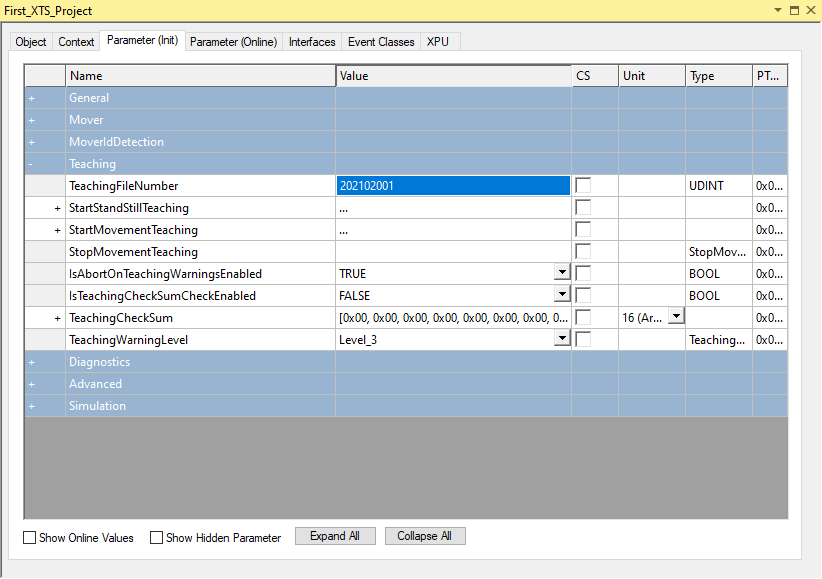 First_XTS_Project
Object Context Parameter (Init) Parameter (Online) Interfaces Event Classes XPU
Name Value CS Unit Type PT...
+ General
+ Mover
+ MoverIdDetection
- Teaching
TeachingFileNumber 202102001 UDINT 0x0...
+ StartStandStillTeaching ... 0x0...
+ StartMovementTeaching ... 0x0...
StopMovementTeaching StopMov... 0x0...
IsAbortOnTeachingWarningsEnabled TRUE BOOL 0x0...
IsTeachingCheckSumCheckEnabled FALSE BOOL 0x0...
+ TeachingCheckSum [0x00, 0x00, 0x00, 0x00, 0x00, 0x00, 0x00, 0... 16 (Ar... 0x0...
TeachingWarningLevel Level_3 Teaching... 0x0...
+ Diagnostics
+ Advanced
+ Simulation
Show Online Values Show Hidden Parameter Expand All Collapse All